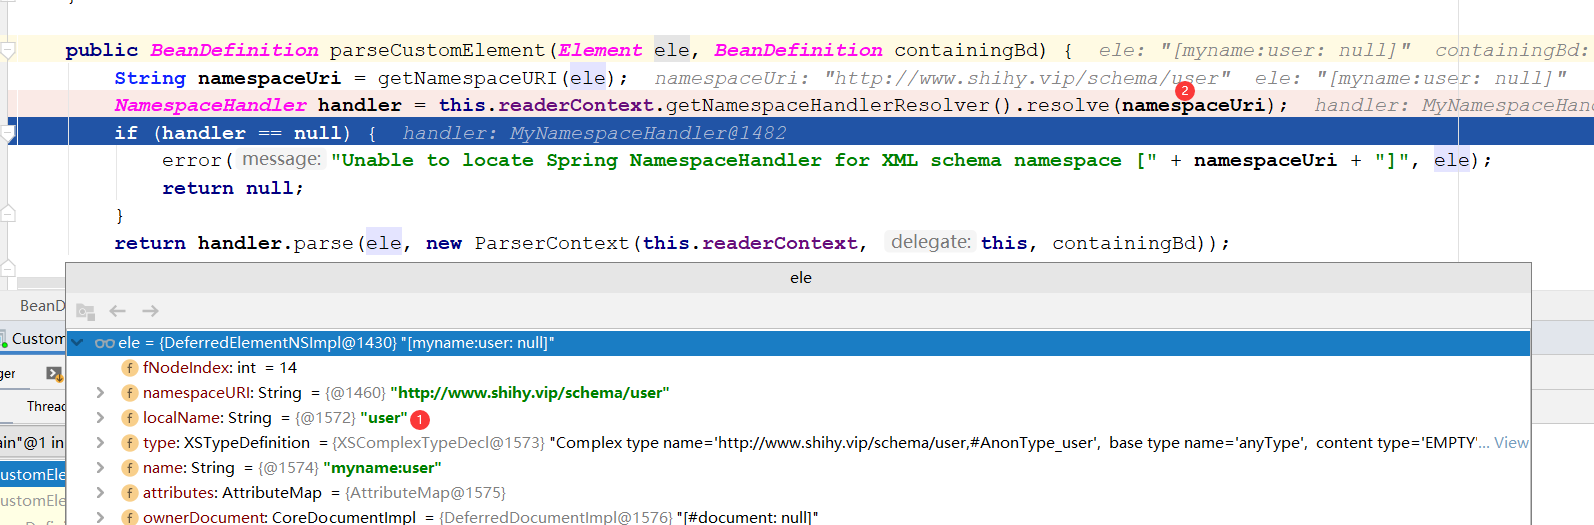 }
public BeanDefinition parseCustomElement(Element ele, BeanDefinition containingBd) { ele: "[myname:user: null]" containingBd:
String namespaceUri = getNamespaceURI(ele); namespaceUri: "http://www.shihy.vip/schema/user" ele: "[myname:user: null]"
2
NamespaceHandler handler = this.readerContext.getNamespaceHandlerResolver().resolve(namespaceUri); handler: MyNamespaceHan
if (handler == null) { handler: MyNamespaceHandler@1482
error( message: "Unable to locate Spring NamespaceHandler for XML schema namespace [" + namespaceUri + "]", ele);
return null;
}
return handler.parse(ele, new ParserContext(this.readerContext, delegate: this, containingBd));
ele
BeanD
Custom
ger
Thread
ain"@1 in
ustomEle
ustomEle
ele = {DeferredElementNSImpl@1430} "[myname:user: null]"
f fNodeIndex: int = 14
f namespaceURI: String = {@1460} "http://www.shihy.vip/schema/user"
f localName: String = {@1572} "user" 1
f type: XSTypeDefinition = {XSComplexTypeDecl@1573} "Complex type name='http://www.shihy.vip/schema/user,#AnonType_user', base type name='anyType', content type='EMPTY'... View
f name: String = {@1574} "myname:user"
f attributes: AttributeMap = {AttributeMap@1575}
f ownerDocument: CoreDocumentImpl = {DeferredDocumentImpl@1576} "[#document: null]"